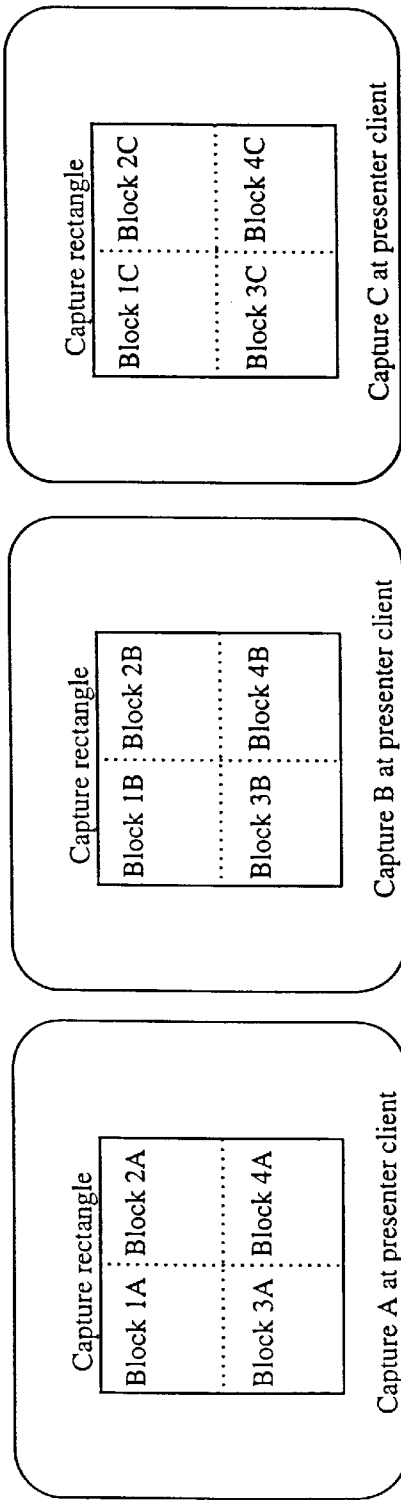 Capture rectangle
Block 1A Block 2A
Block 3A Block 4A
Capture A at presenter client
Capture rectangle
Block 1B Block 2B
Block 3B Block 4B
Capture B at presenter client
Capture rectangle
Block 1C Block 2C
Block 3C Block 4C
Capture C at presenter client